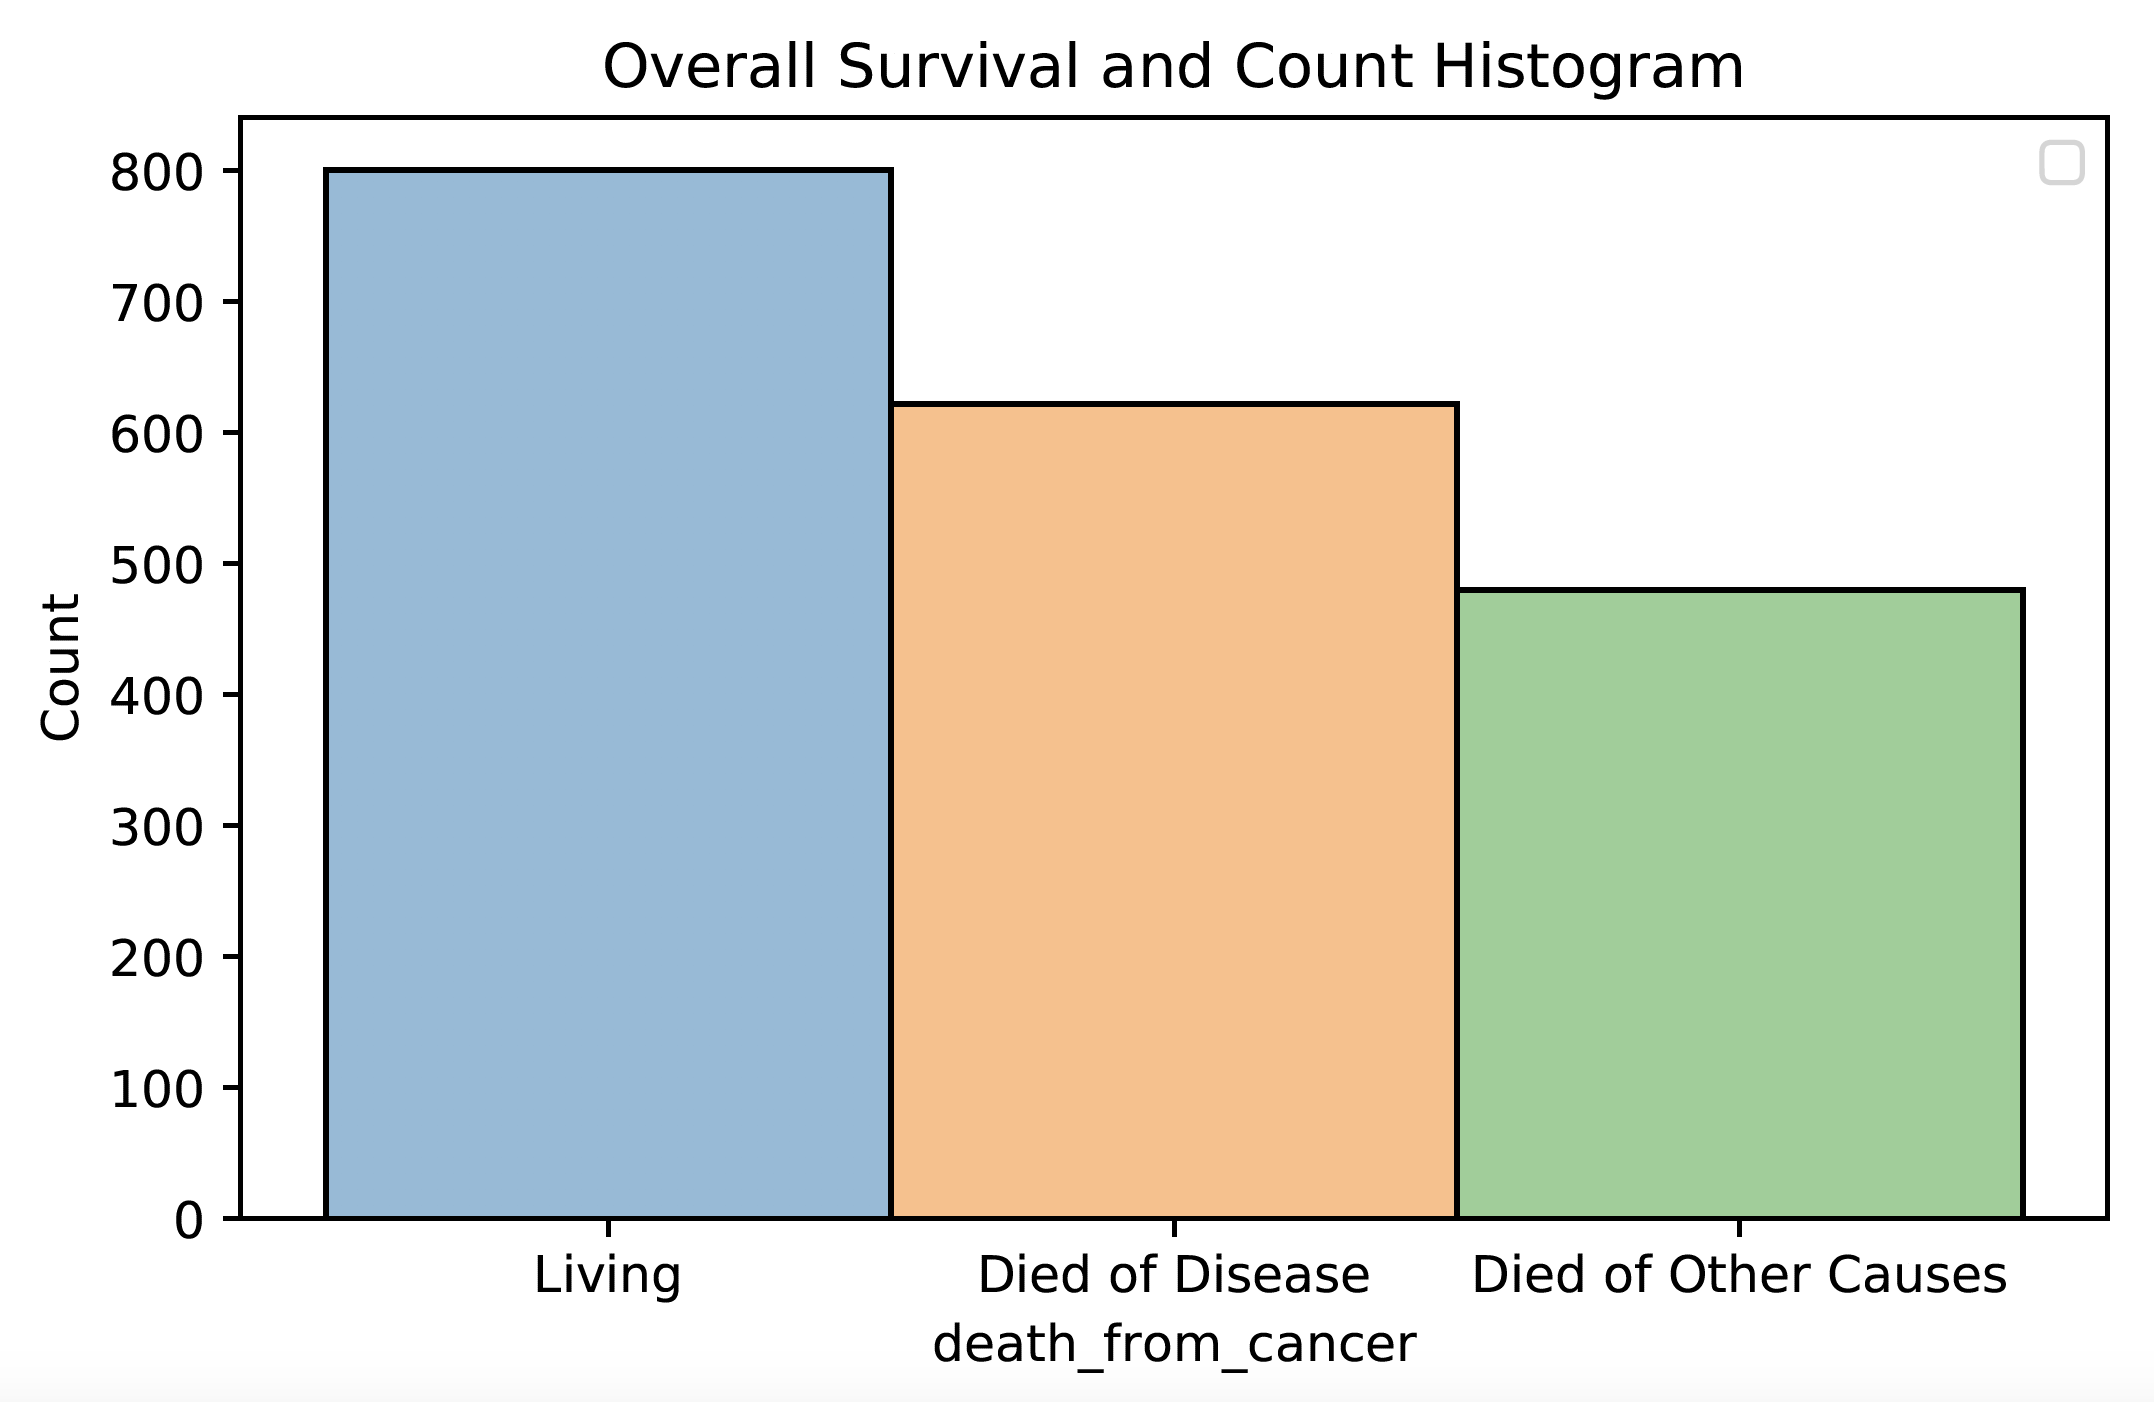 Overall Survival and Count Histogram
800
700
600
500
400
300
200
100
0
Count
Living
Died of Disease
Died of Other Causes
death_from_cancer